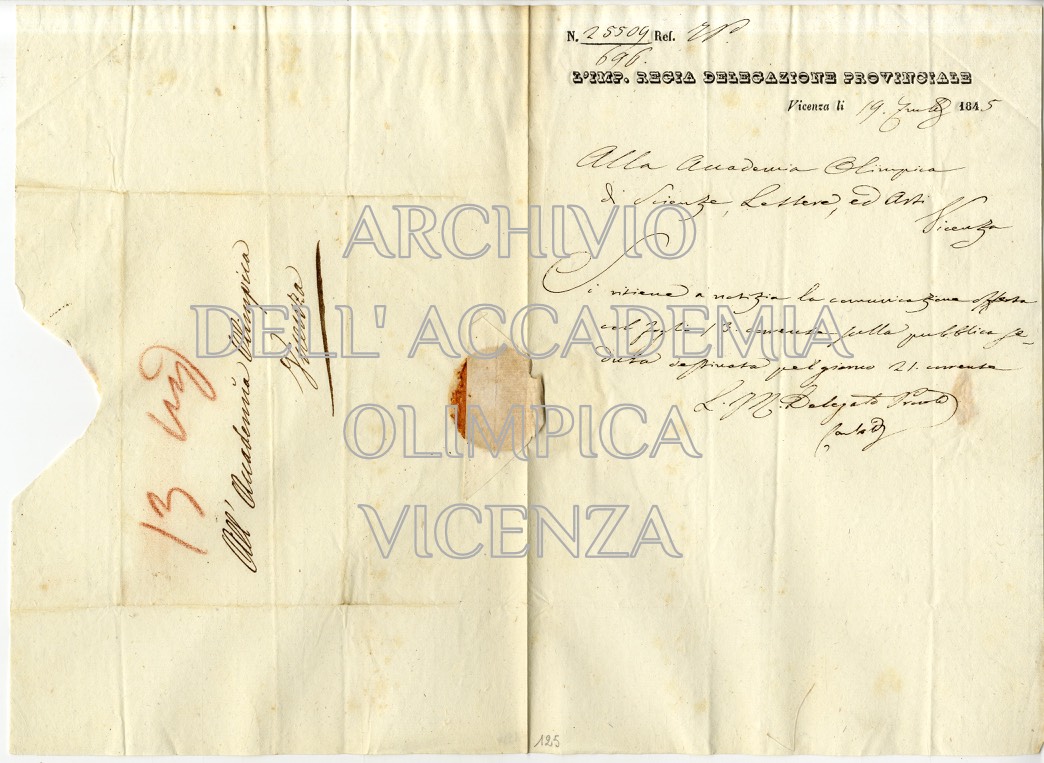 All' Accademia Olimpica
Vicenza
13
N. 25509 Ref.
696.
L'IMP. REGIA DELEGAZIONE PROVINCIALE
Vicenza li 19. 1845
Alla Accademia Olimpica
di Scienze, Lettere, ed Arti
Vicenza
Si ritiene a notizia la comunicazione offerta
col foglio 13. corrente sulla pubblica se-
duta destinata pel giorno 21. corrente
Delegato
125
ARCHIVIO
DELL' ACCADEMIA
OLIMPICA
VICENZA